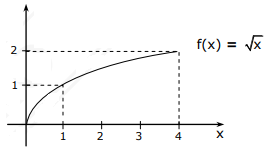 2
f(x) = √x
1
1 2 3 4 x